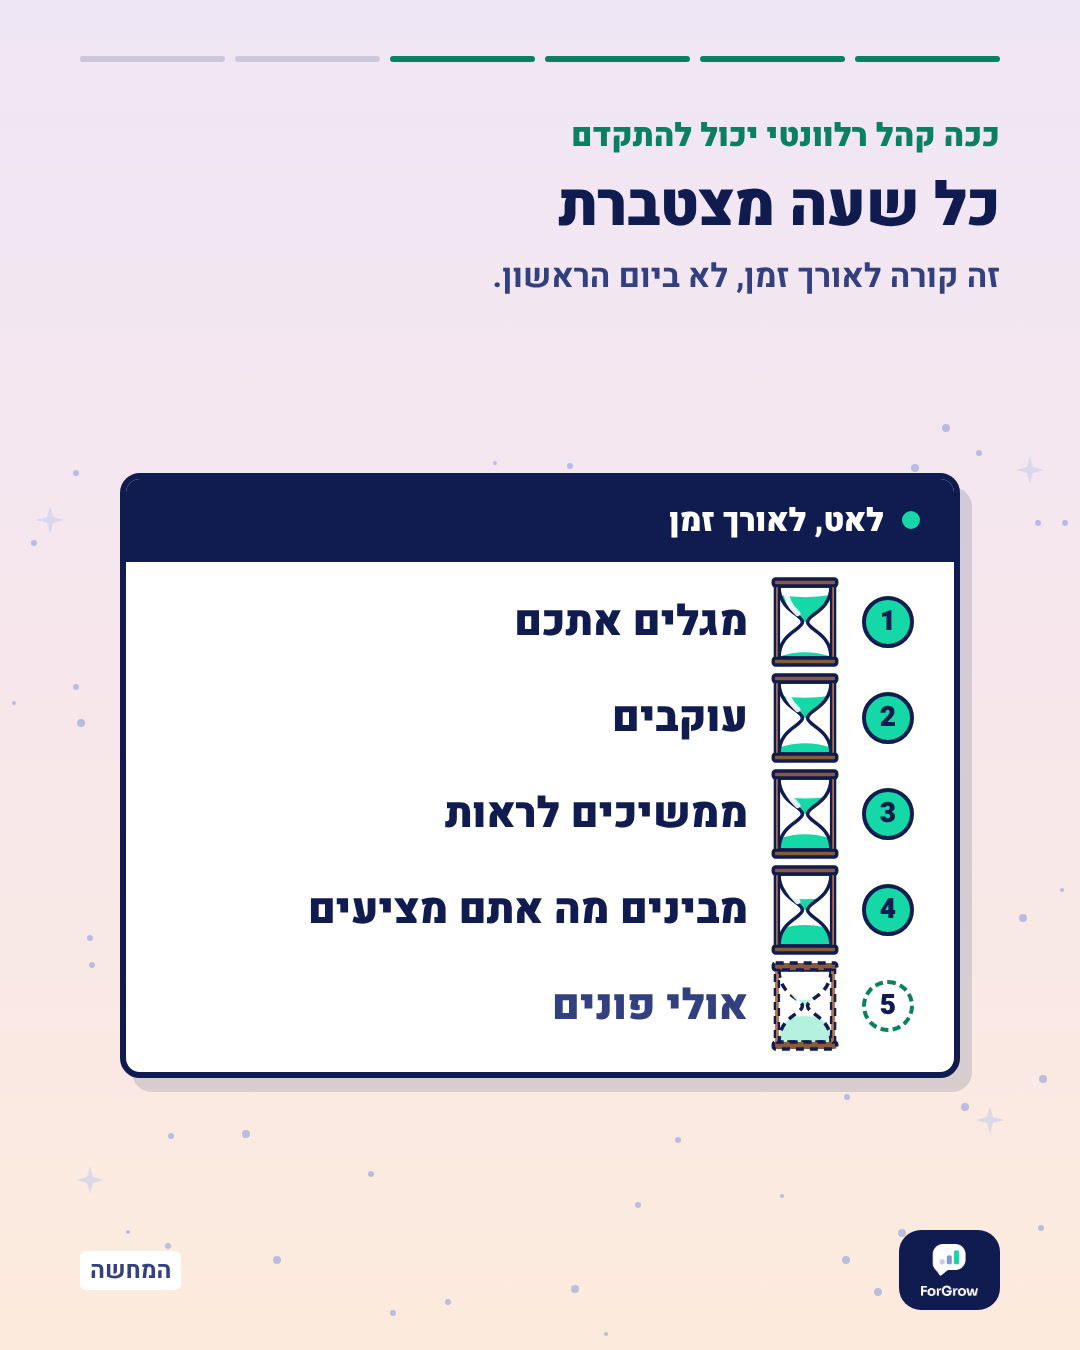 ככה קהל רלוונטי יכול להתקדם
כל שעה מצטברת
זה קורה לאורך זמן, לא ביום הראשון.
לאט, לאורך זמן
1 מגלים אתכם
2 עוקבים
3 ממשיכים לראות
4 מבינים מה אתם מציעים
5 אולי פונים
ForGrow
המחשה